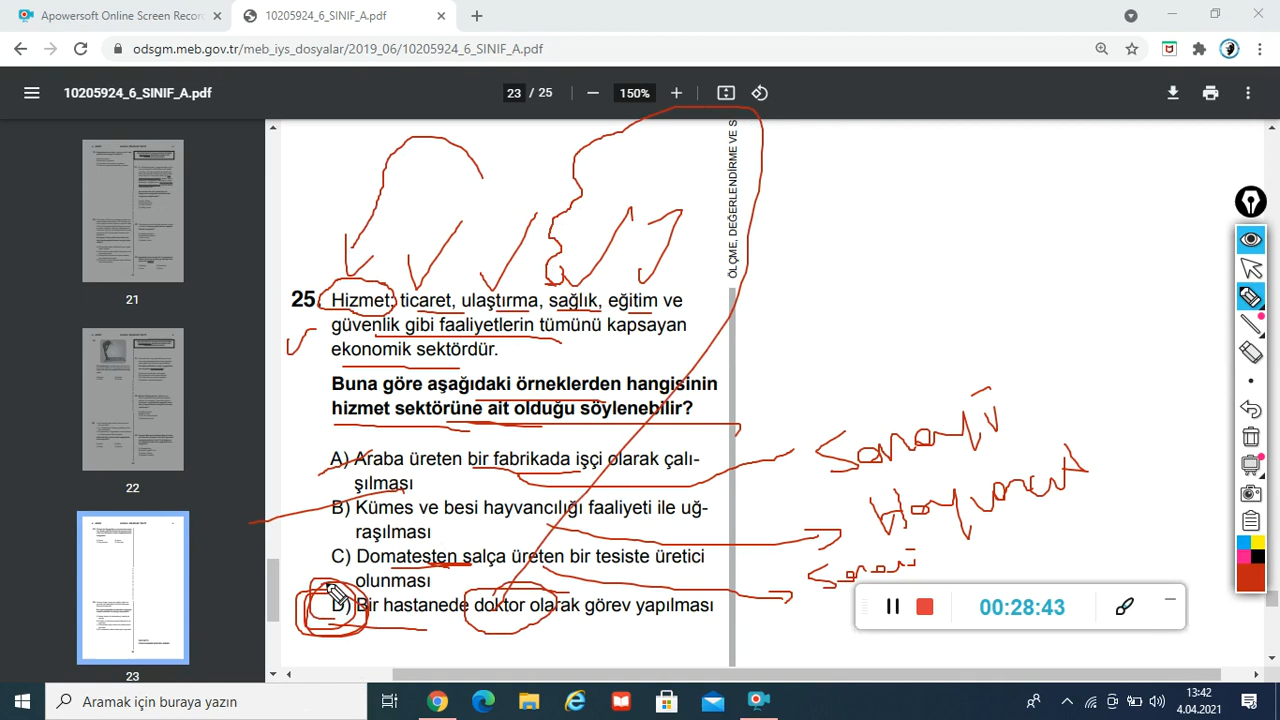 Apowersoft Online Screen Recor
10205924_6_SINIF_A.pdf
odsgm.meb.gov.tr/meb_iys_dosyalar/2019_06/10205924_6_SINIF_A.pdf
10205924_6_SINIF_A.pdf
23 / 25
150%
21
22
23
ÖLÇME, DEĞERLENDİRME VE S
25. Hizmet; ticaret, ulaştırma, sağlık, eğitim ve
güvenlik gibi faaliyetlerin tümünü kapsayan
ekonomik sektördür.
Buna göre aşağıdaki örneklerden hangisinin
hizmet sektörüne ait olduğu söylenebilir?
A) Araba üreten bir fabrikada işçi olarak çalı-
şılması
B) Kümes ve besi hayvancılığı faaliyeti ile uğ-
raşılması
C) Domatesten salça üreten bir tesiste üretici
olunması
D) Bir hastanede doktor olarak görev yapılması
Sanayi
Sanaii
00:28:43
Aramak için buraya yazın
13:42
4.04.2021